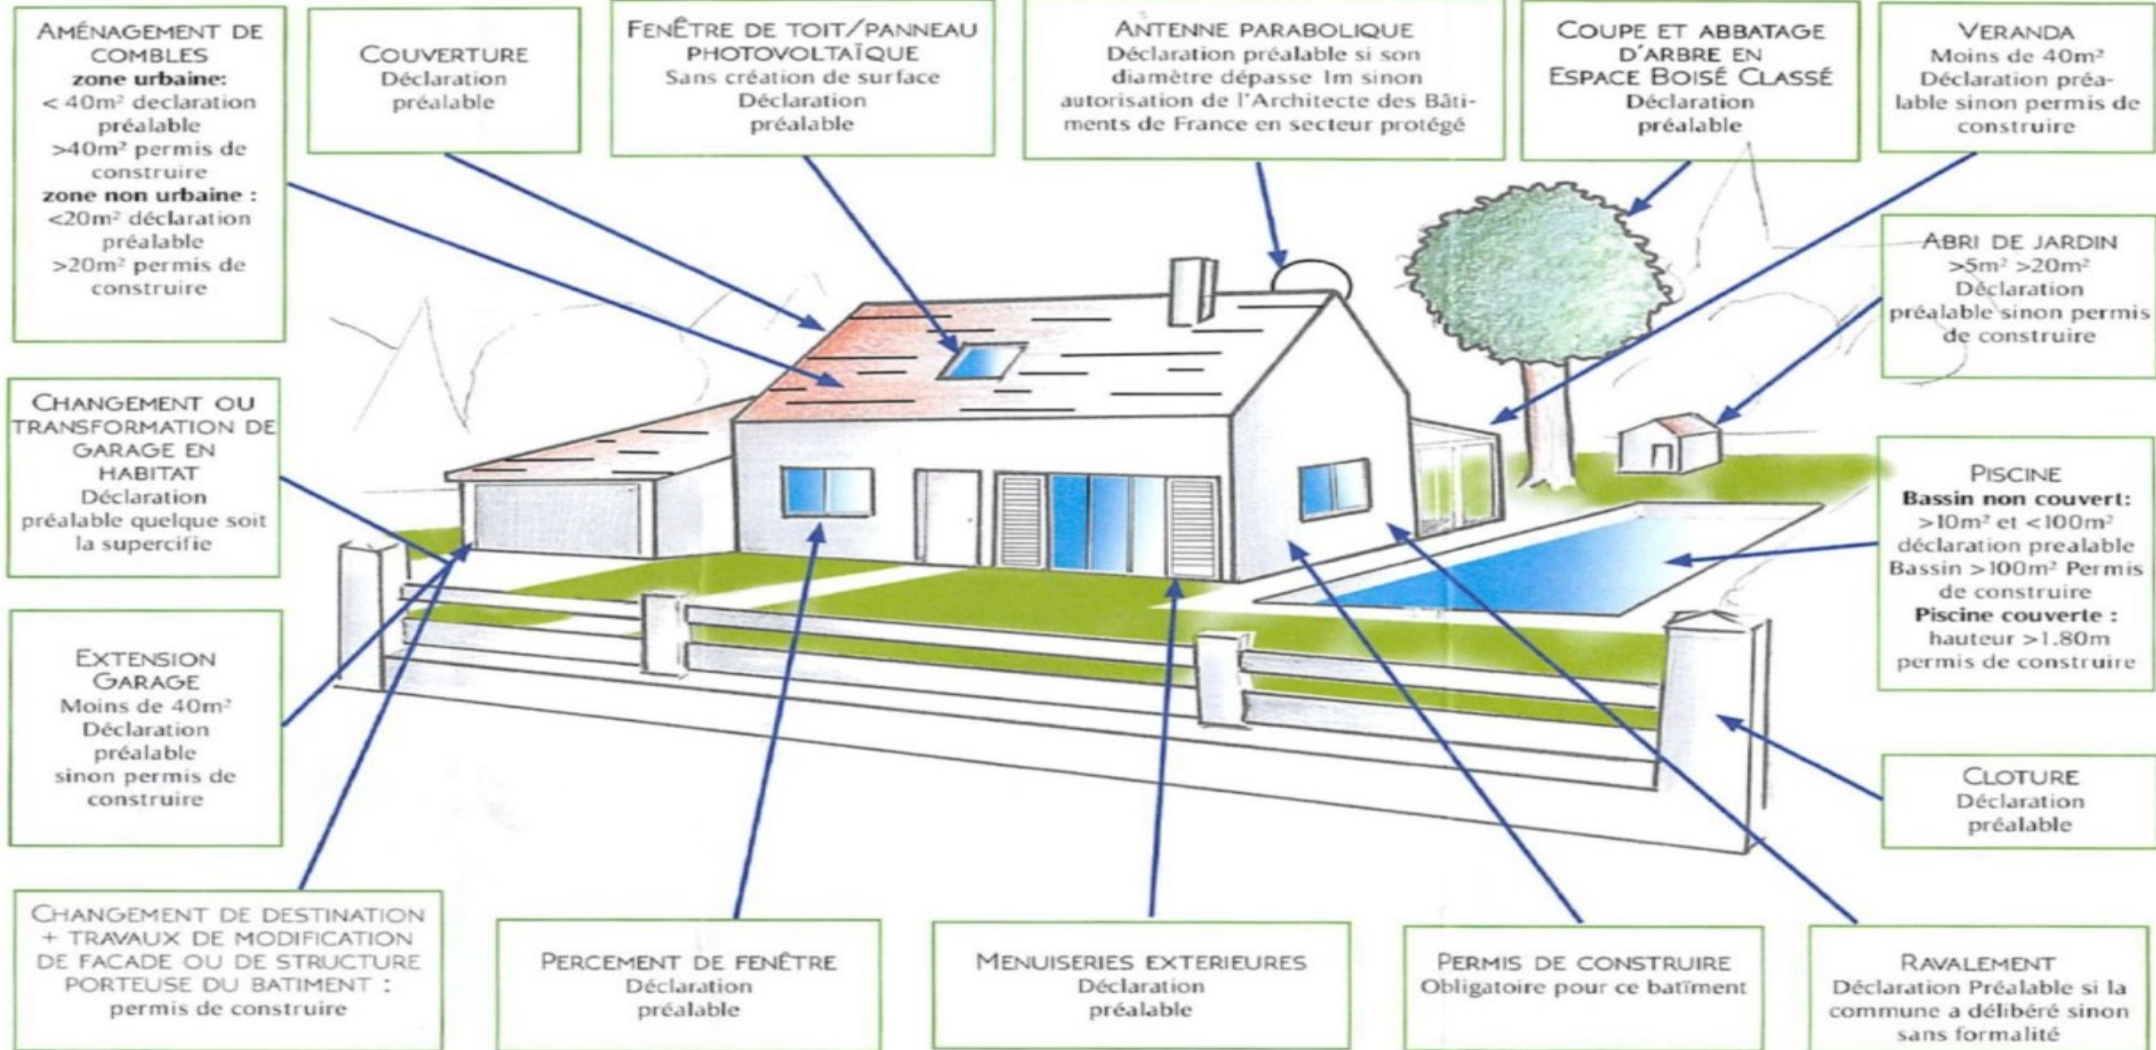 AMÉNAGEMENT DE
COMBLES
zone urbaine:
< 40m² declaration
préalable
>40m² permis de
construire
zone non urbaine :
<20m² déclaration
préalable
>20m² permis de
construire
COUVERTURE
Déclaration
préalable
FENÊTRE DE TOIT/PANNEAU
PHOTOVOLTAÏQUE
Sans création de surface
Déclaration
préalable
ANTENNE PARABOLIQUE
Déclaration préalable si son
diamètre dépasse 1m sinon
autorisation de l'Architecte des Bâti-
ments de France en secteur protégé
COUPE ET ABBATAGE
D'ARBRE EN
ESPACE BOISÉ CLASSÉ
Déclaration
préalable
VERANDA
Moins de 40m²
Déclaration préa-
lable sinon permis de
construire
ABRI DE JARDIN
>5m² >20m²
Déclaration
préalable sinon permis
de construire
CHANGEMENT OU
TRANSFORMATION DE
GARAGE EN
HABITAT
Déclaration
préalable quelque soit
la supercifie
PISCINE
Bassin non couvert:
>10m² et <100m²
déclaration prealable
Bassin >100m² Permis
de construire
Piscine couverte :
hauteur >1.80m
permis de construire
EXTENSION
GARAGE
Moins de 40m²
Déclaration
préalable
sinon permis de
construire
CLOTURE
Déclaration
préalable
CHANGEMENT DE DESTINATION
+ TRAVAUX DE MODIFICATION
DE FACADE OU DE STRUCTURE
PORTEUSE DU BATIMENT :
permis de construire
PERCEMENT DE FENÊTRE
Déclaration
préalable
MENUISERIES EXTERIEURES
Déclaration
préalable
PERMIS DE CONSTRUIRE
Obligatoire pour ce batïment
RAVALEMENT
Déclaration Préalable si la
commune a délibéré sinon
sans formalité